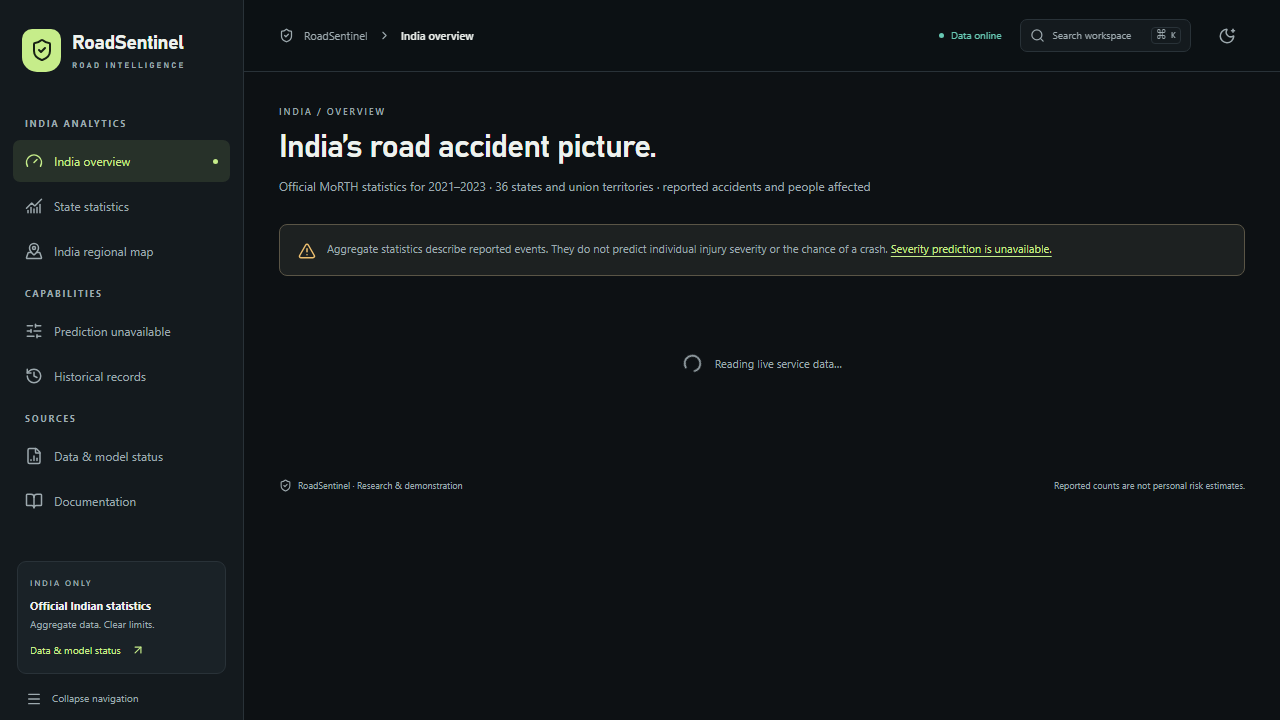 RoadSentinel
ROAD INTELLIGENCE
INDIA ANALYTICS
India overview
State statistics
India regional map
CAPABILITIES
Prediction unavailable
Historical records
SOURCES
Data & model status
Documentation
INDIA ONLY
Official Indian statistics
Aggregate data. Clear limits.
Data & model status
Collapse navigation
RoadSentinel > India overview
Data online
Search workspace ⌘ K
INDIA / OVERVIEW
India’s road accident picture.
Official MoRTH statistics for 2021–2023 · 36 states and union territories · reported accidents and people affected
Aggregate statistics describe reported events. They do not predict individual injury severity or the chance of a crash. Severity prediction is unavailable.
Reading live service data…
RoadSentinel · Research & demonstration
Reported counts are not personal risk estimates.